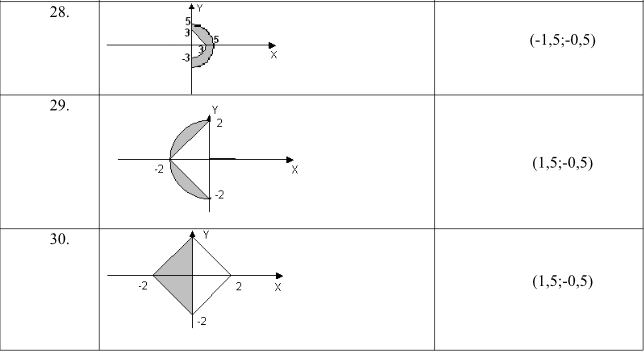 28.
Y
5
3
5
3
X
-3
(-1,5;-0,5)
29.
Y
2
-2
X
-2
(1,5;-0,5)
30.
Y
-2
2
X
-2
(1,5;-0,5)